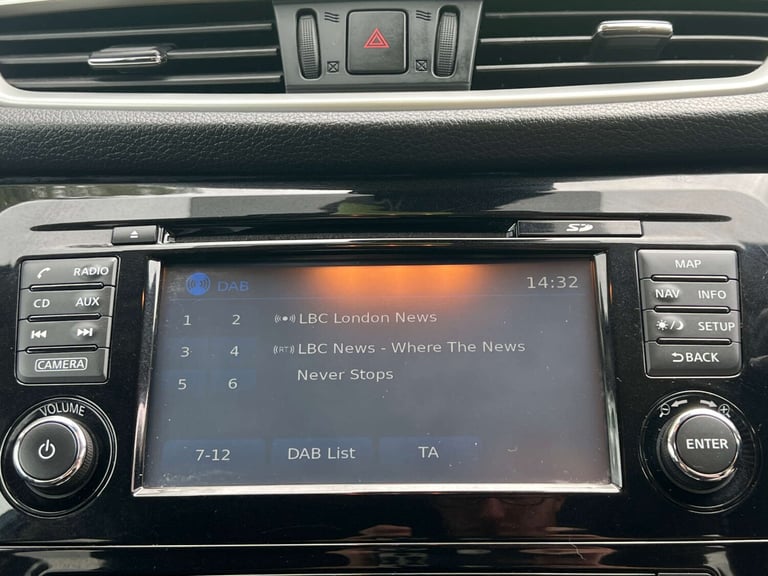 SD
RADIO
CD AUX
CAMERA
VOLUME
DAB 14:32
1 2 LBC London News
3 4 (RT) LBC News - Where The News
Never Stops
5 6
7-12 DAB List TA
MAP
NAV INFO
SETUP
BACK
ENTER